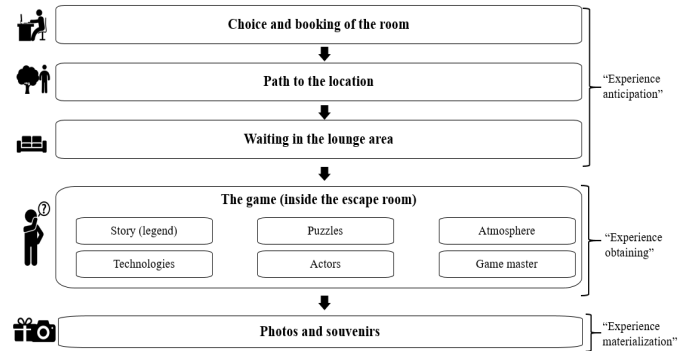 Choice and booking of the room
Path to the location
“Experience
anticipation”
Waiting in the lounge area
The game (inside the escape room)
?
Story (legend)
Puzzles
Atmosphere
Technologies
Actors
Game master
“Experience
obtaining”
Photos and souvenirs
“Experience
materialization”